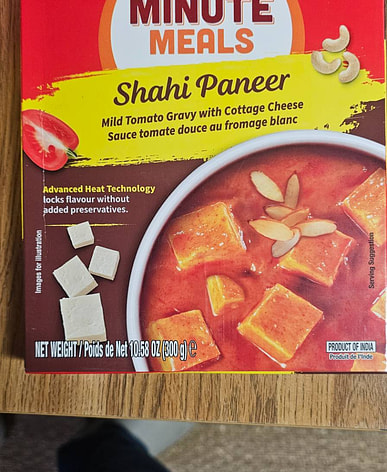 MINUTE
MEALS
Shahi Paneer
Mild Tomato Gravy with Cottage Cheese
Sauce tomate douce au fromage blanc
Advanced Heat Technology
locks flavour without
added preservatives.
Images for Illustration
Serving Suggestion
NET WEIGHT / Poids de Net 10.58 OZ (300 g) e
PRODUCT OF INDIA
Produit de l'Inde